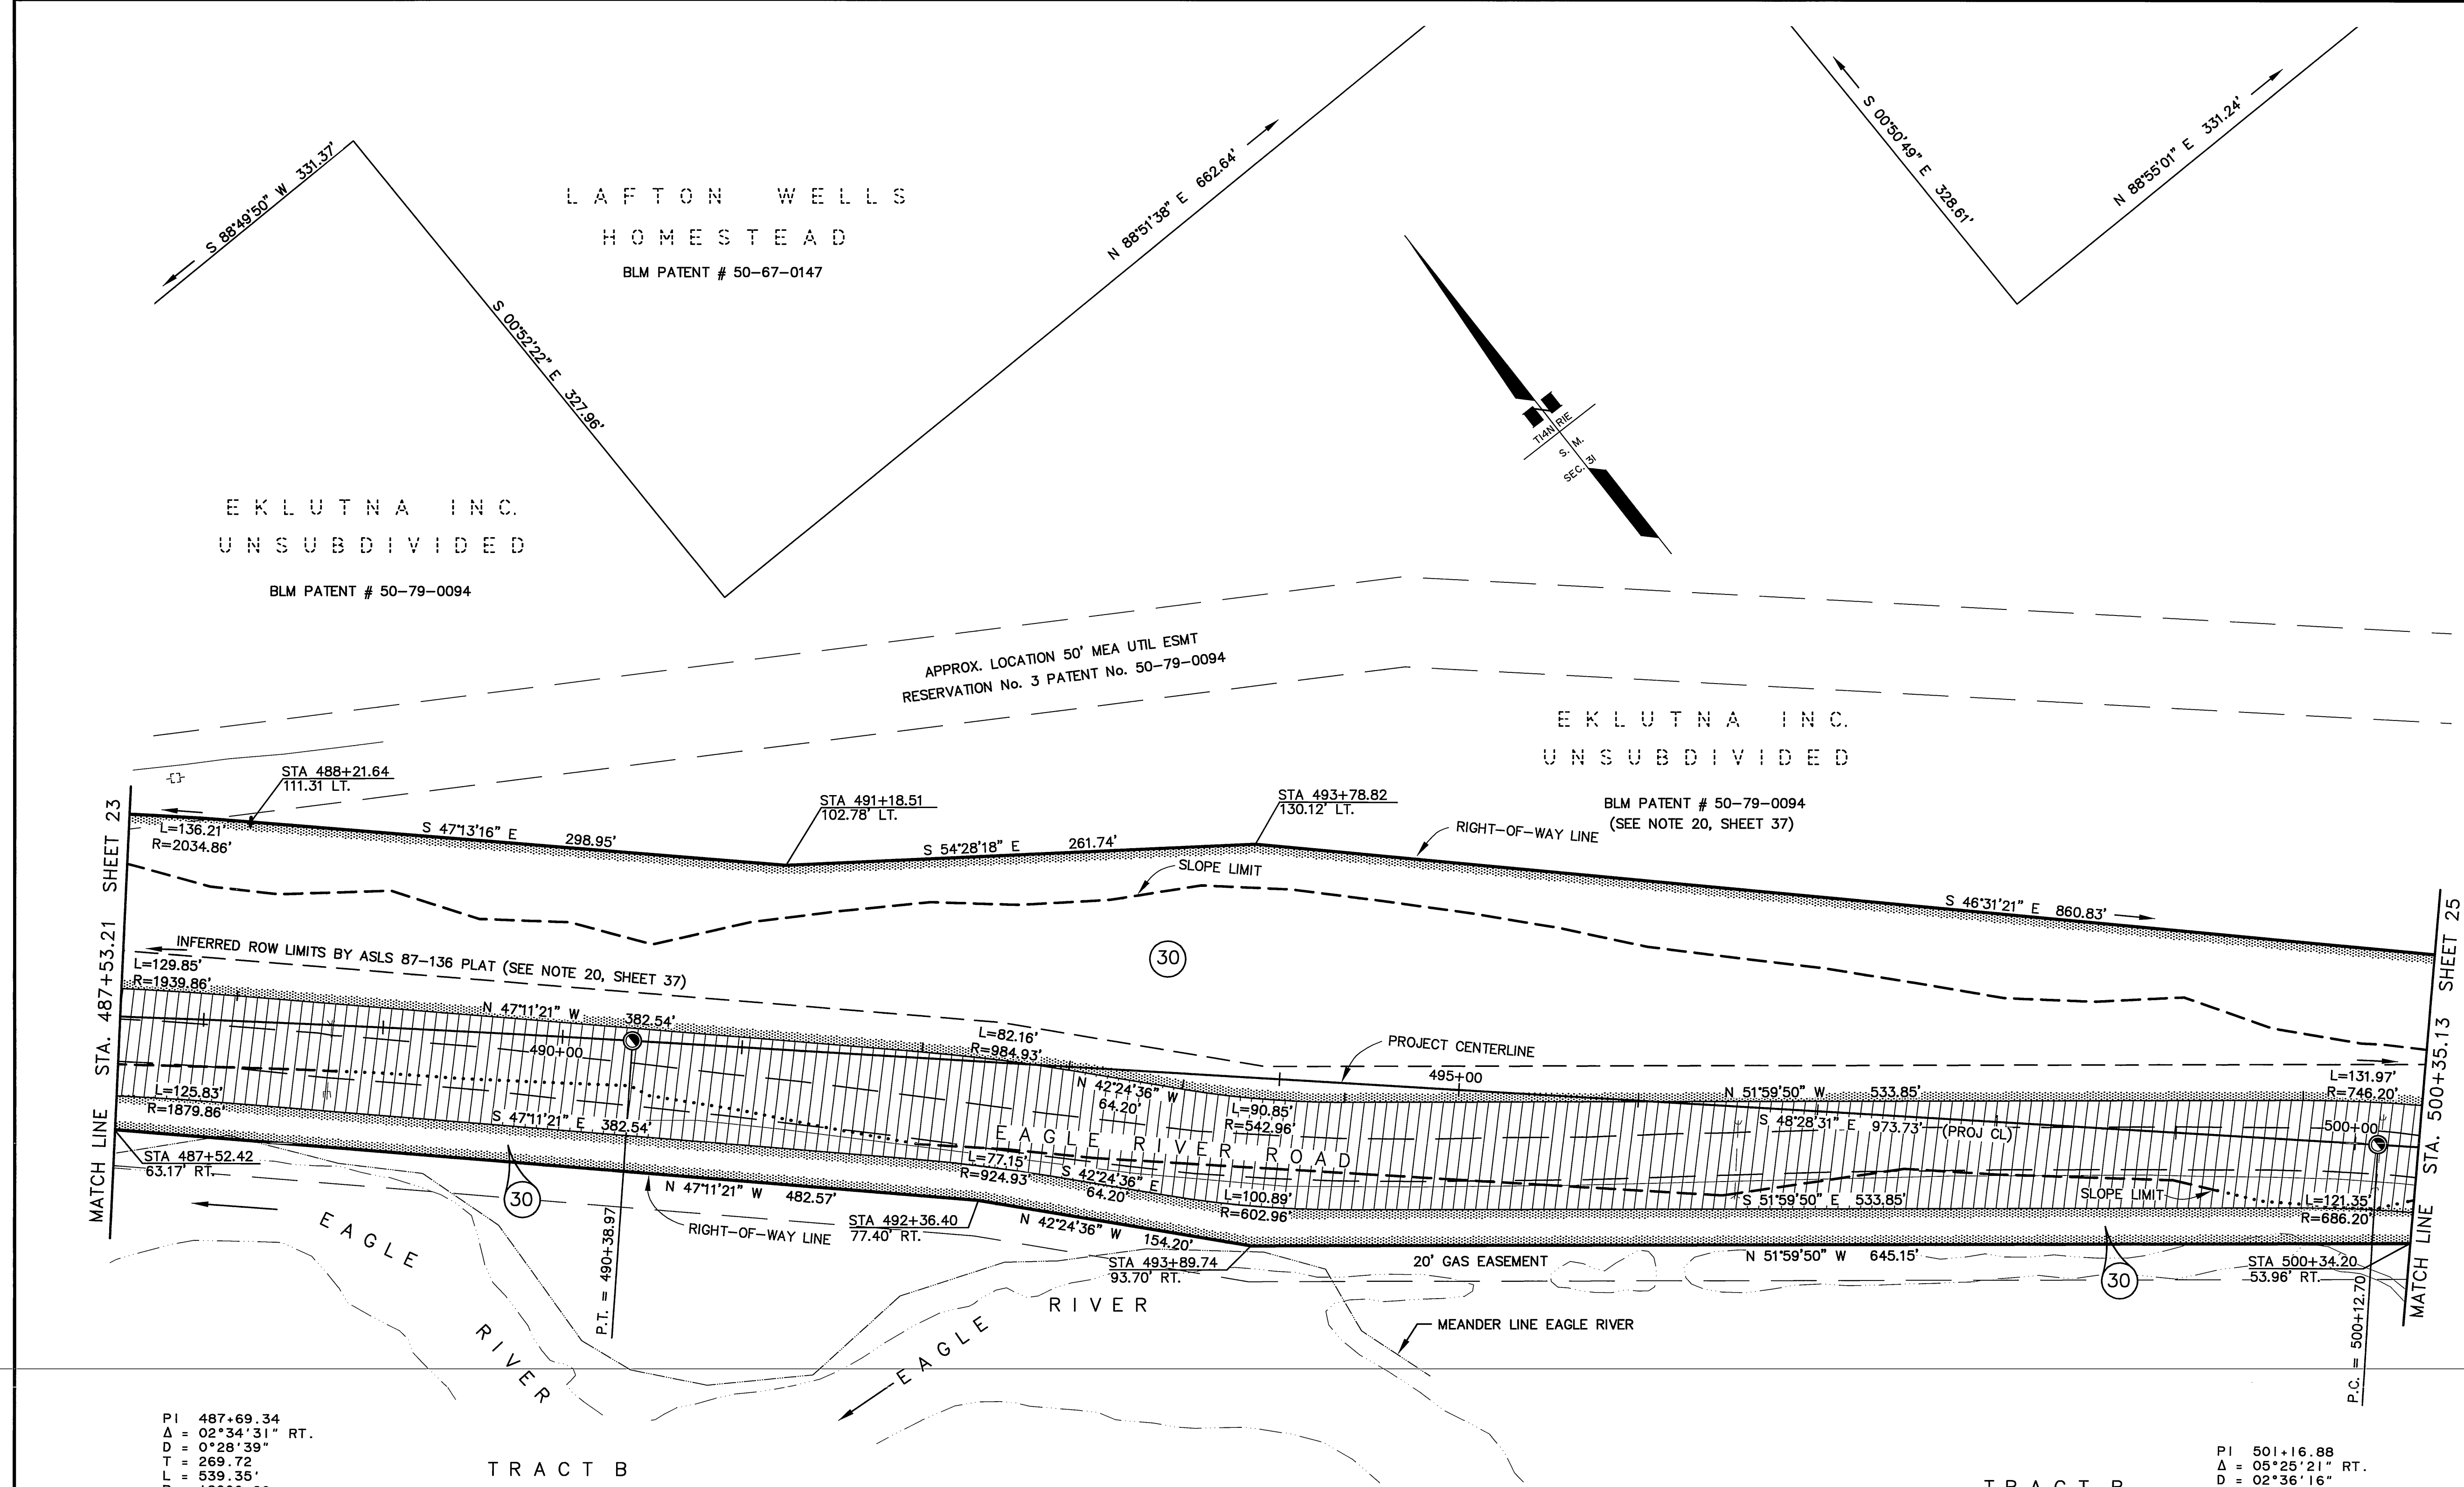 S 88°49'50" W 331.37'
LAFTON WELLS
HOMESTEAD
BLM PATENT # 50-67-0147
S 00°52'22" E 327.96'
N 88°51'38" E 662.64'
S 00°50'49" E 328.61'
N 88°55'01" E 331.24'
N
T14N R1E
S. M.
SEC. 31
EKLUTNA INC.
UNSUBDIVIDED
BLM PATENT # 50-79-0094
APPROX. LOCATION 50' MEA UTIL ESMT
RESERVATION No. 3 PATENT No. 50-79-0094
EKLUTNA INC.
UNSUBDIVIDED
BLM PATENT # 50-79-0094
(SEE NOTE 20, SHEET 37)
MATCH LINE STA. 487+53.21 SHEET 23
STA 488+21.64
111.31 LT.
STA 491+18.51
102.78' LT.
STA 493+78.82
130.12' LT.
L=136.21'
R=2034.86'
S 47°13'16" E 298.95'
S 54°28'18" E 261.74'
RIGHT-OF-WAY LINE
SLOPE LIMIT
S 46°31'21" E 860.83'
MATCH LINE STA. 500+35.13 SHEET 25
INFERRED ROW LIMITS BY ASLS 87-136 PLAT (SEE NOTE 20, SHEET 37)
30
L=129.85'
R=1939.86'
N 47°11'21" W 382.54'
L=82.16'
R=984.93'
PROJECT CENTERLINE
490+00
495+00
N 42°24'36" W
64.20'
L=90.85'
R=542.96'
N 51°59'50" W 533.85'
S 48°28'31" E 973.73' (PROJ CL)
L=131.97'
R=746.20'
500+00
L=125.83'
R=1879.86'
S 47°11'21" E 382.54'
EAGLE RIVER ROAD
L=77.15'
R=924.93'
S 42°24'36" E
64.20'
L=100.89'
R=602.96'
S 51°59'50" E 533.85'
SLOPE LIMIT
L=121.35'
R=686.20'
STA 487+52.42
63.17' RT.
30
N 47°11'21" W 482.57'
RIGHT-OF-WAY LINE
STA 492+36.40
77.40' RT.
N 42°24'36" W 154.20'
STA 493+89.74
93.70' RT.
20' GAS EASEMENT
N 51°59'50" W 645.15'
30
STA 500+34.20
53.96' RT.
P.T. = 490+38.97
P.C. = 500+12.70
EAGLE
RIVER
EAGLE
RIVER
MEANDER LINE EAGLE RIVER
PI 487+69.34
Δ = 02°34'31" RT.
D = 0°28'39"
T = 269.72
L = 539.35'
TRACT B
TRACT B
PI 501+16.88
Δ = 05°25'21" RT.
D = 02°36'16"